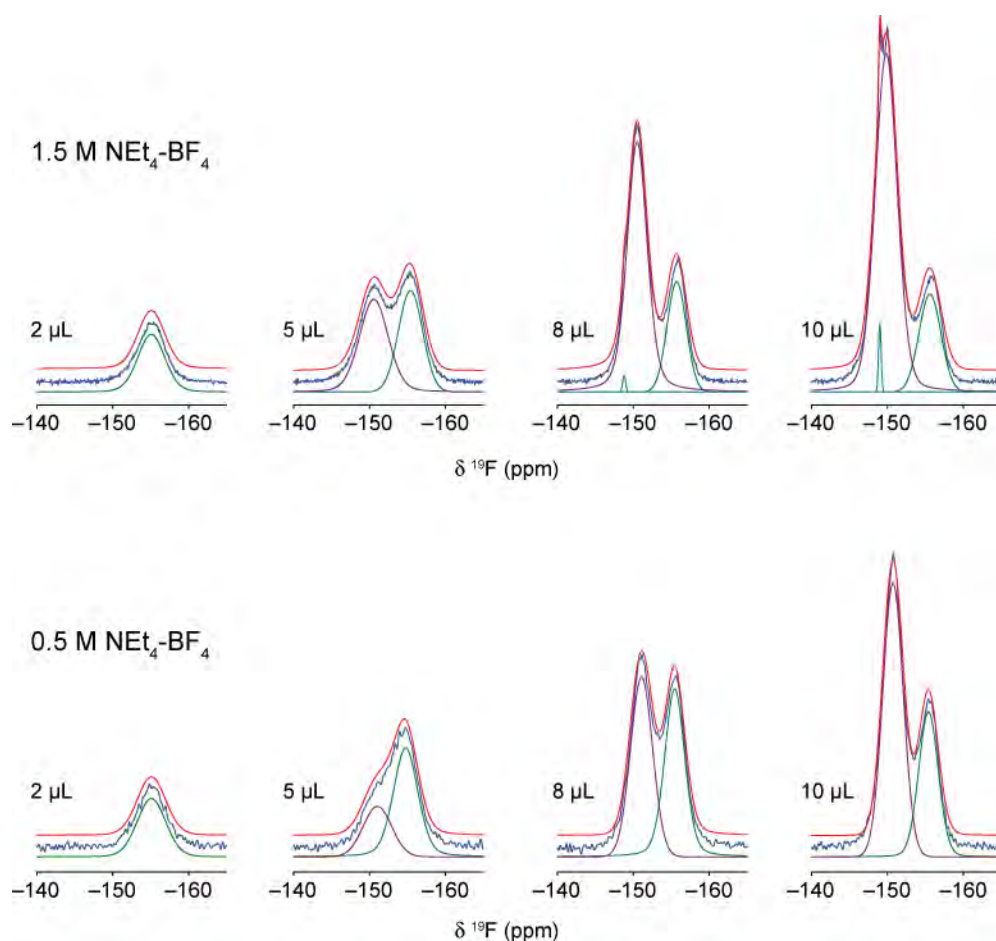 1.5 M NEt₄-BF₄
2 µL
5 µL
8 µL
10 µL
−140 −150 −160
−140 −150 −160
−140 −150 −160
−140 −150 −160
δ ¹⁹F (ppm)
0.5 M NEt₄-BF₄
2 µL
5 µL
8 µL
10 µL
−140 −150 −160
−140 −150 −160
−140 −150 −160
−140 −150 −160
δ ¹⁹F (ppm)